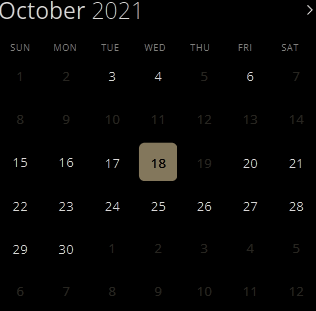 October 2021
SUN MON TUE WED THU FRI SAT
1 2 3 4 5 6 7
8 9 10 11 12 13 14
15 16 17 18 19 20 21
22 23 24 25 26 27 28
29 30 1 2 3 4 5
6 7 8 9 10 11 12